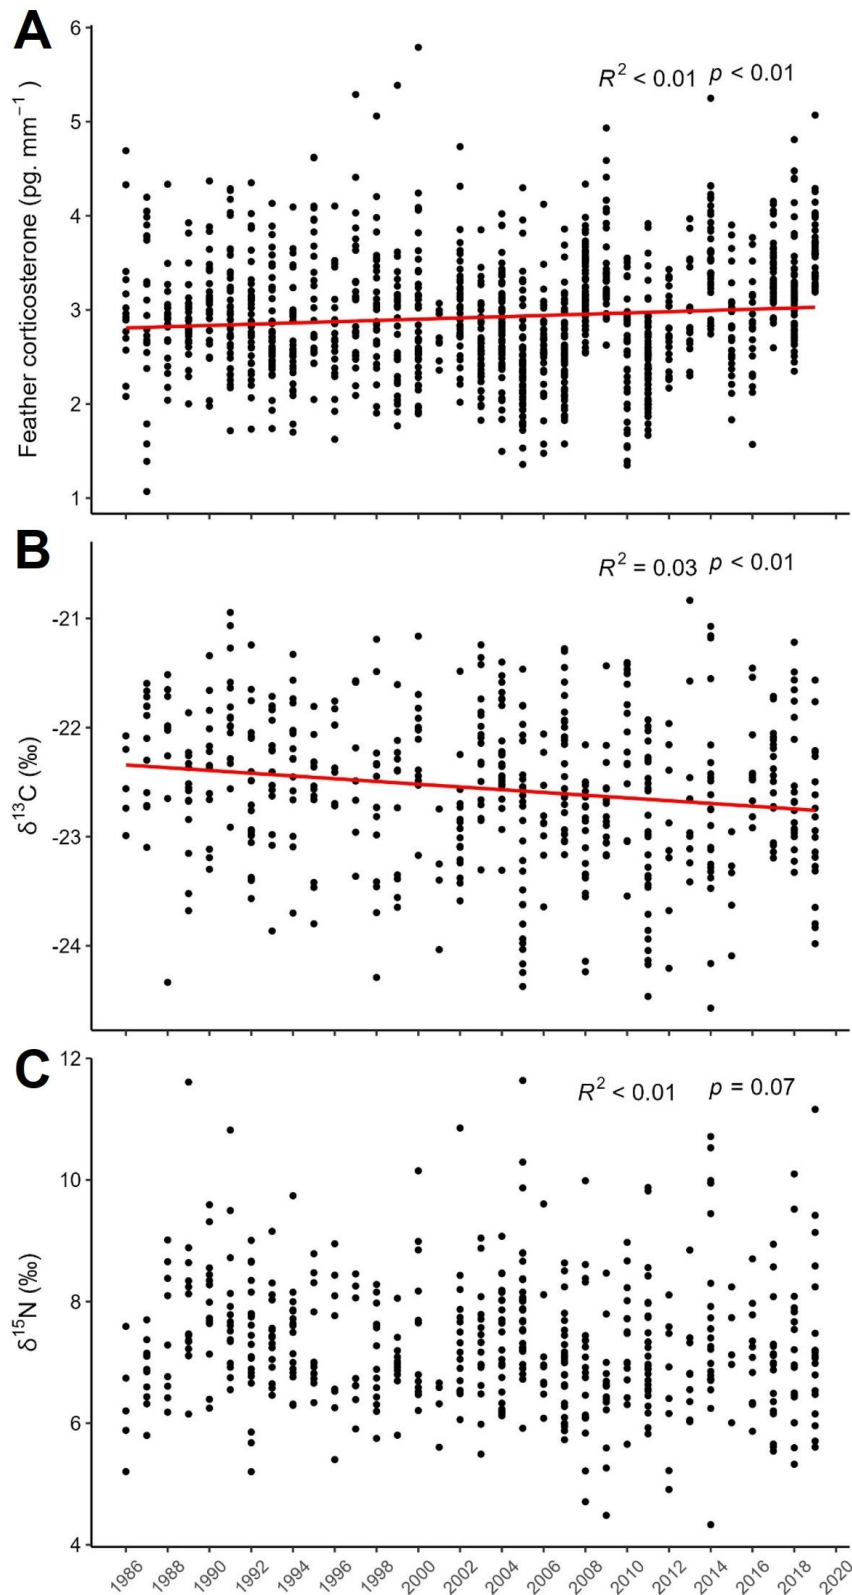 A
Feather corticosterone (pg. mm⁻¹ )
6
5
4
3
2
1
R² < 0.01 p < 0.01
B
δ¹³C (‰)
-21
-22
-23
-24
R² = 0.03 p < 0.01
C
δ¹⁵N (‰)
12
10
8
6
4
R² < 0.01 p = 0.07
1986 1988 1990 1992 1994 1996 1998 2000 2002 2004 2006 2008 2010 2012 2014 2016 2018 2020